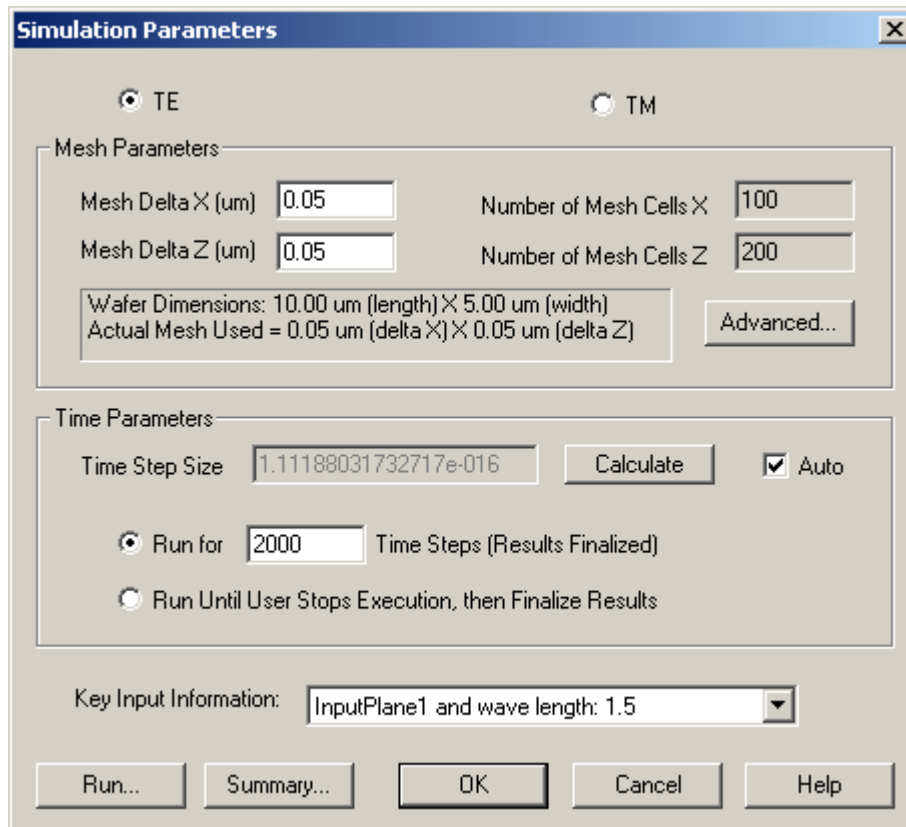 Simulation Parameters
TE
TM
Mesh Parameters
Mesh Delta X (um) 0.05
Number of Mesh Cells X 100
Mesh Delta Z (um) 0.05
Number of Mesh Cells Z 200
Wafer Dimensions: 10.00 um (length) X 5.00 um (width)
Actual Mesh Used = 0.05 um (delta X) X 0.05 um (delta Z)
Advanced...
Time Parameters
Time Step Size 1.11188031732717e-016 Calculate Auto
Run for 2000 Time Steps (Results Finalized)
Run Until User Stops Execution, then Finalize Results
Key Input Information: InputPlane1 and wave length: 1.5
Run... Summary... OK Cancel Help